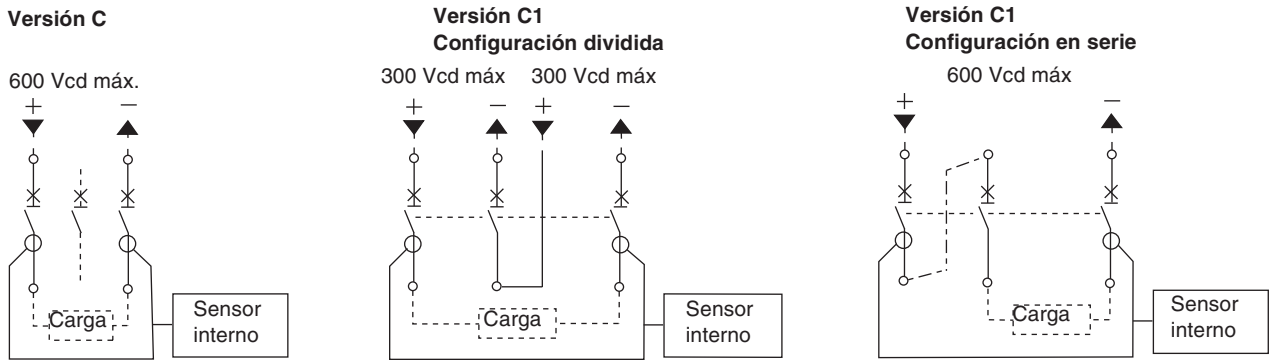 Versión C
600 Vcd máx.
+ −
Carga
Sensor
interno
Versión C1
Configuración dividida
300 Vcd máx 300 Vcd máx
+ − + −
Carga
Sensor
interno
Versión C1
Configuración en serie
600 Vcd máx
+ −
Carga
Sensor
interno